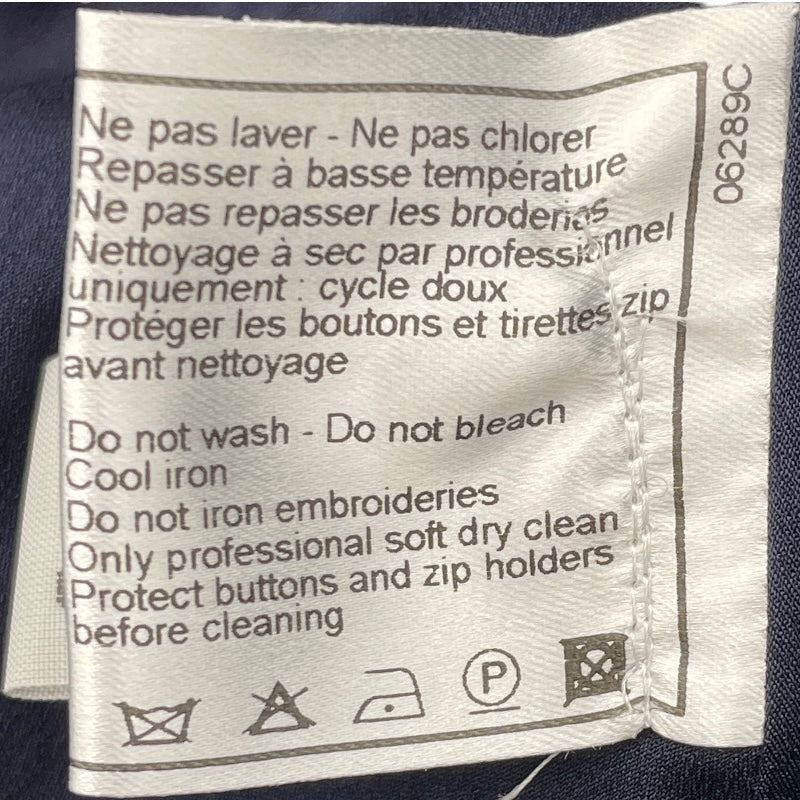 Ne pas laver - Ne pas chlorer
Repasser à basse température
Ne pas repasser les broderies
Nettoyage à sec par professionnel
uniquement : cycle doux
Protéger les boutons et tirettes zip
avant nettoyage
Do not wash - Do not bleach
Cool iron
Do not iron embroideries
Only professional soft dry clean
Protect buttons and zip holders
before cleaning
P
06289C